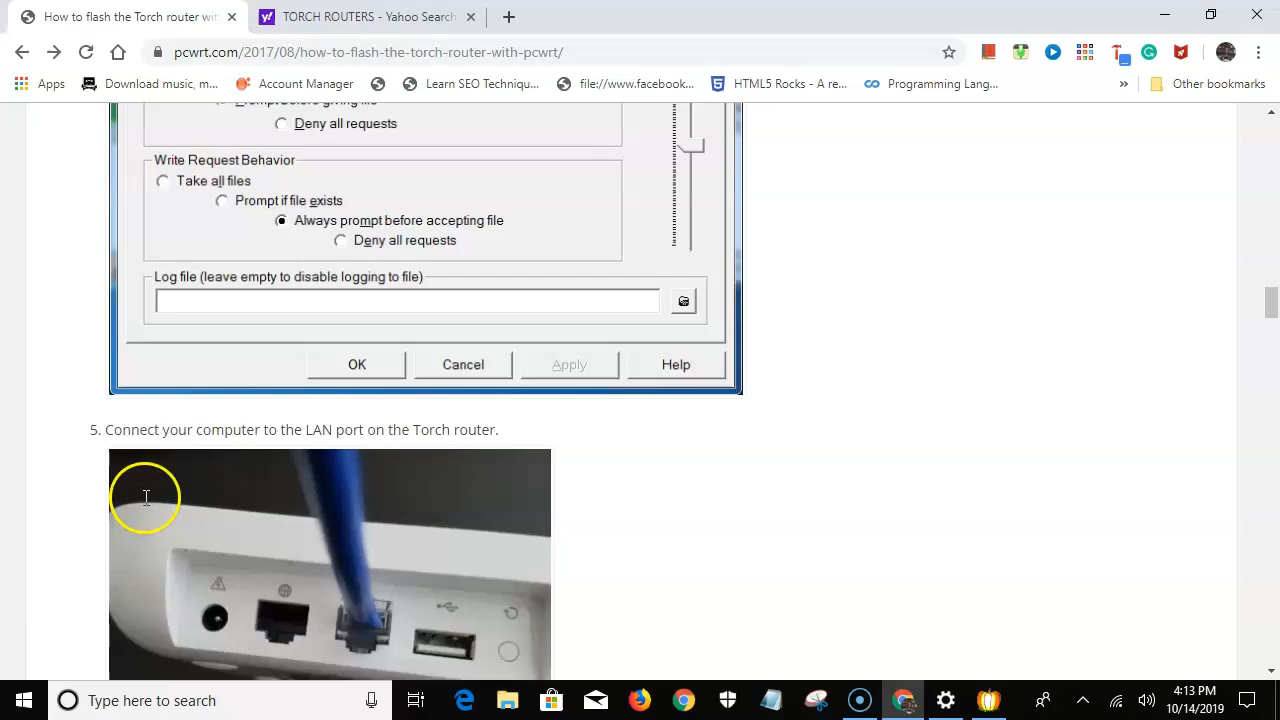 How to flash the Torch router wit
TORCH ROUTERS - Yahoo Search
pcwrt.com/2017/08/how-to-flash-the-torch-router-with-pcwrt/
Apps
Download music, m...
Account Manager
Learn SEO Techniqu...
file://www.facebook...
HTML5 Rocks - A re...
Programming Lang...
»
Other bookmarks
Prompt before giving file
Deny all requests
Write Request Behavior
Take all files
Prompt if file exists
Always prompt before accepting file
Deny all requests
Log file (leave empty to disable logging to file)
OK
Cancel
Apply
Help
5. Connect your computer to the LAN port on the Torch router.
Type here to search
4:13 PM
10/14/2019